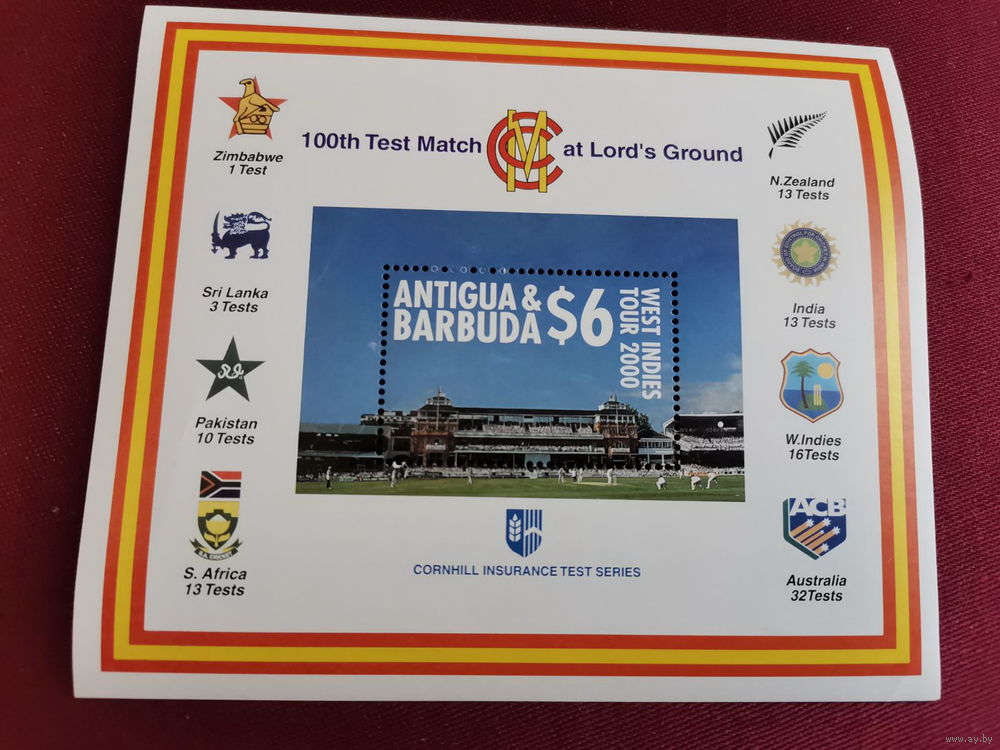 100th Test Match MCC at Lord's Ground
Zimbabwe
1 Test
Sri Lanka
3 Tests
Pakistan
10 Tests
S.A. CRICKET
S. Africa
13 Tests
ANTIGUA &
BARBUDA
$6
WEST INDIES
TOUR 2000
N.Zealand
13 Tests
India
13 Tests
W.Indies
16Tests
ACB
Australia
32Tests
CORNHILL INSURANCE TEST SERIES
www.ay.by